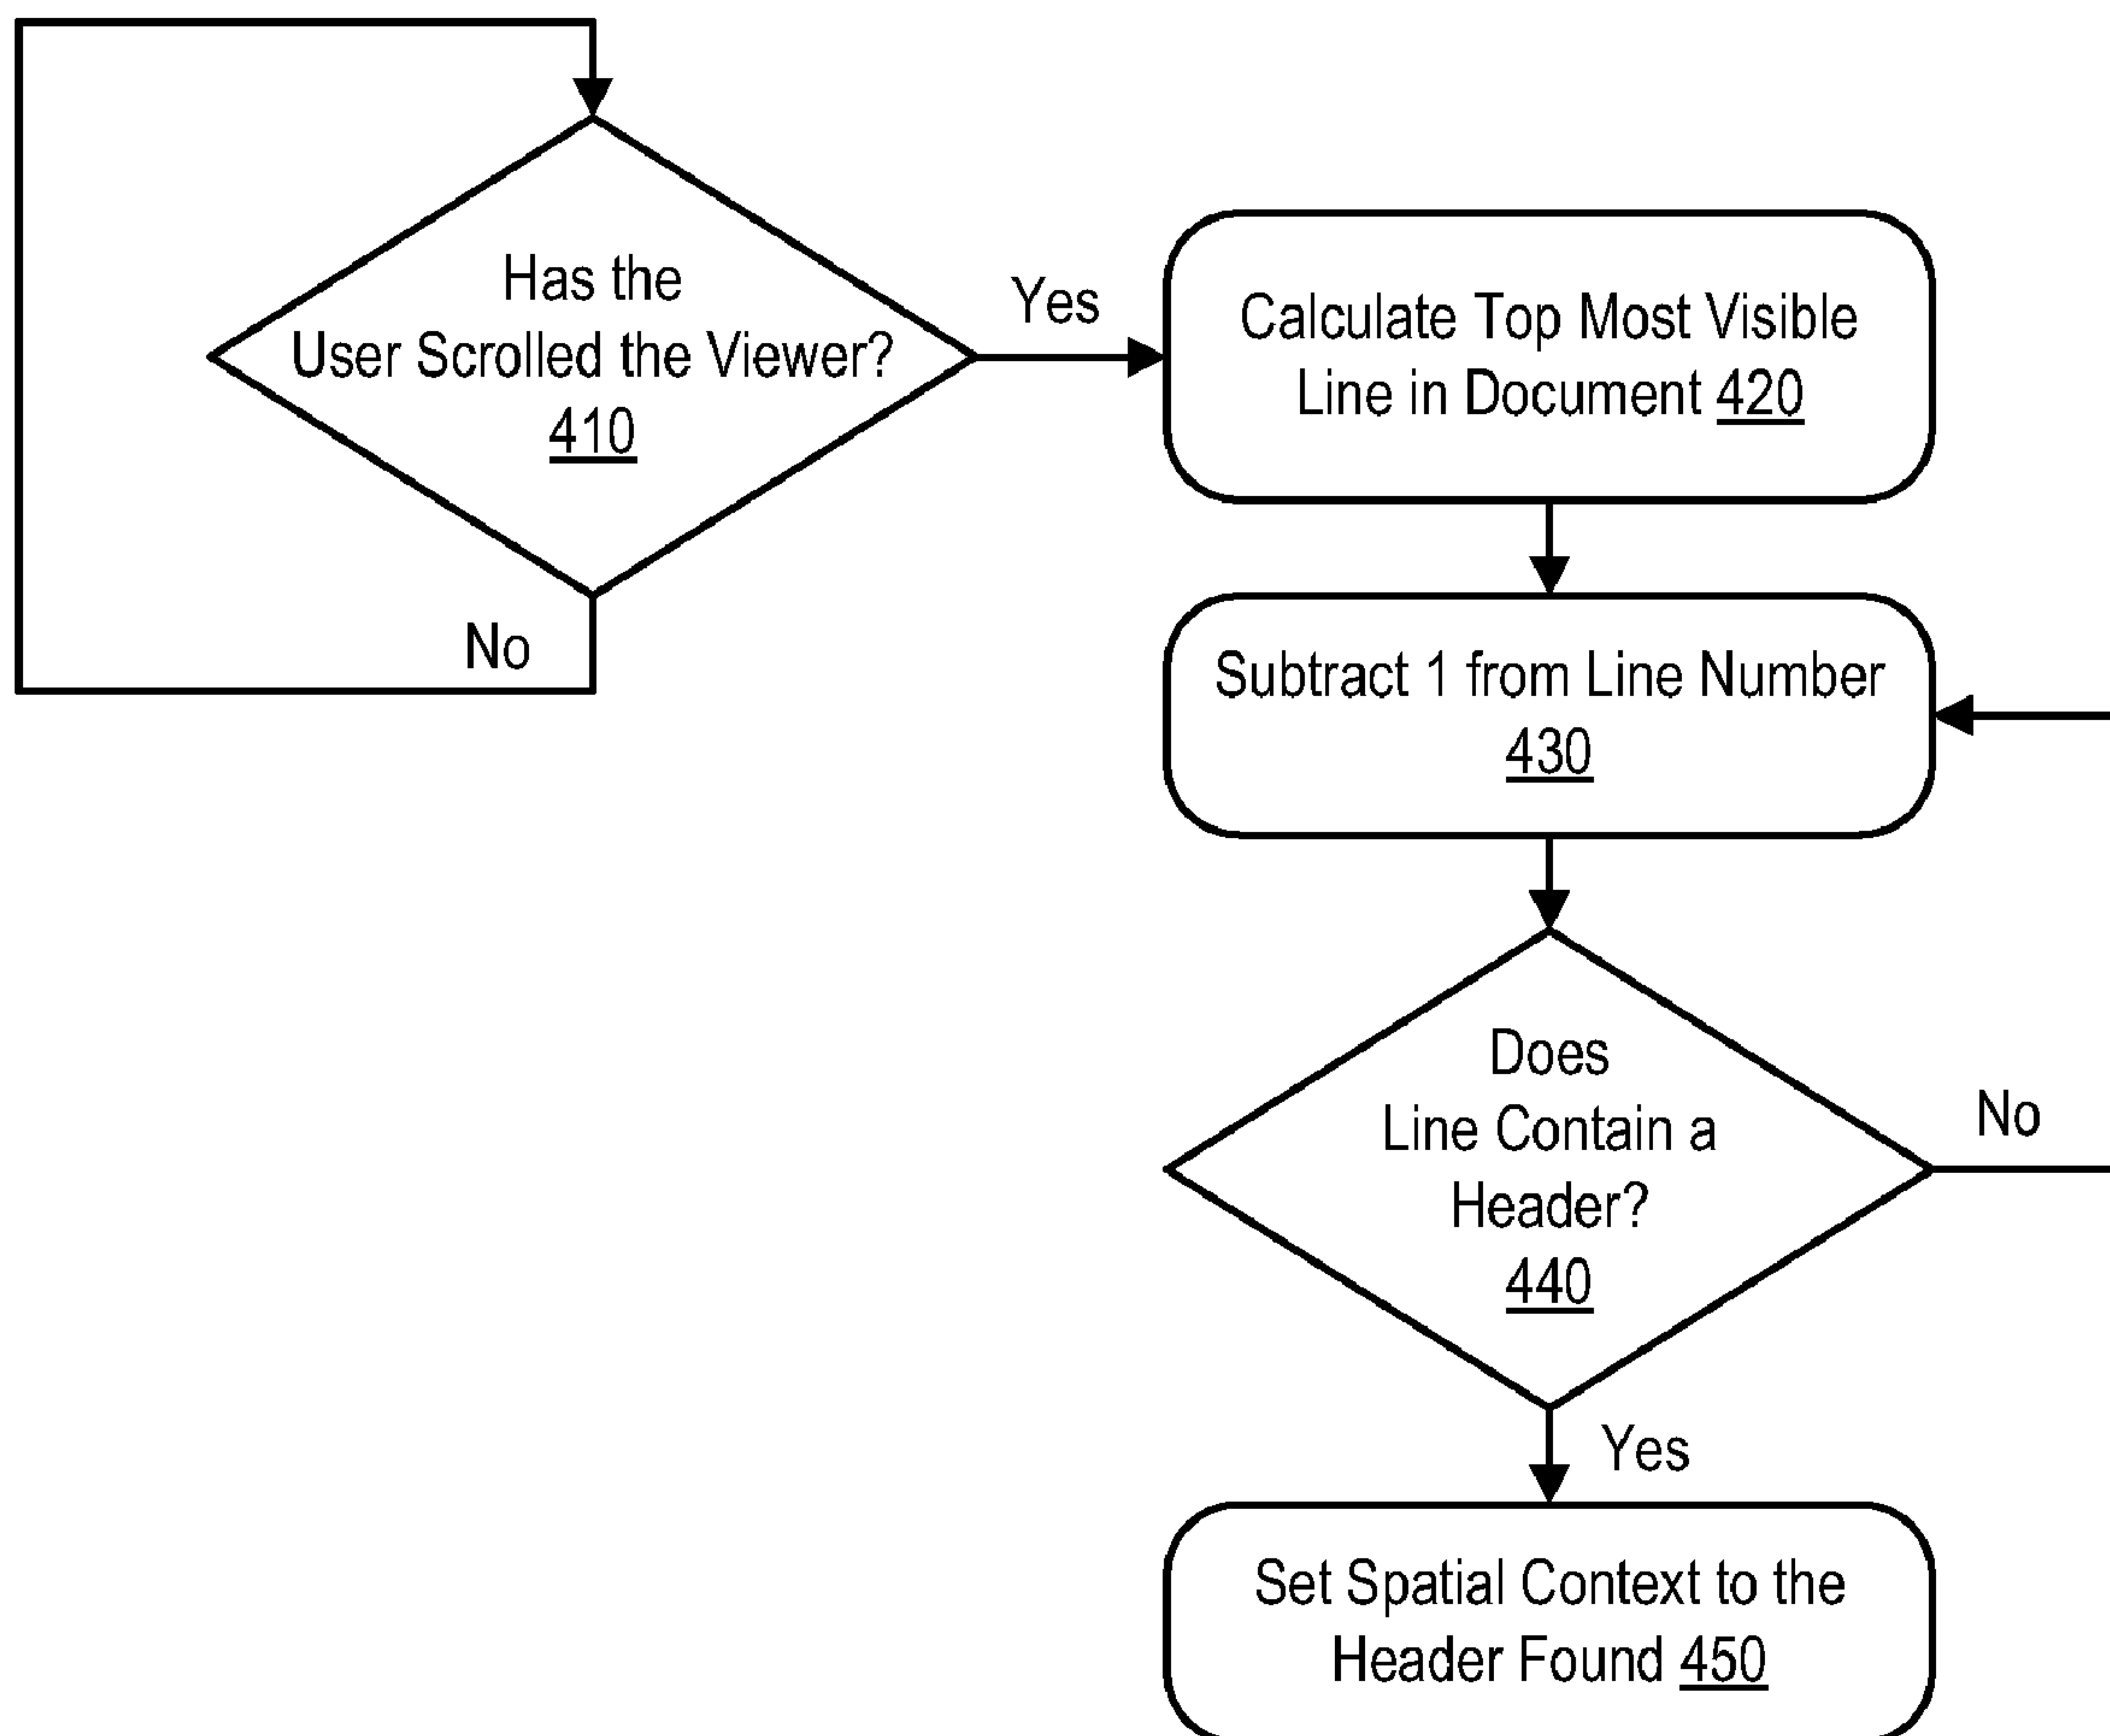 Has the
User Scrolled the Viewer?
410
Yes
No
Calculate Top Most Visible
Line in Document 420
Subtract 1 from Line Number
430
Does
Line Contain a
Header?
440
No
Yes
Set Spatial Context to the
Header Found 450